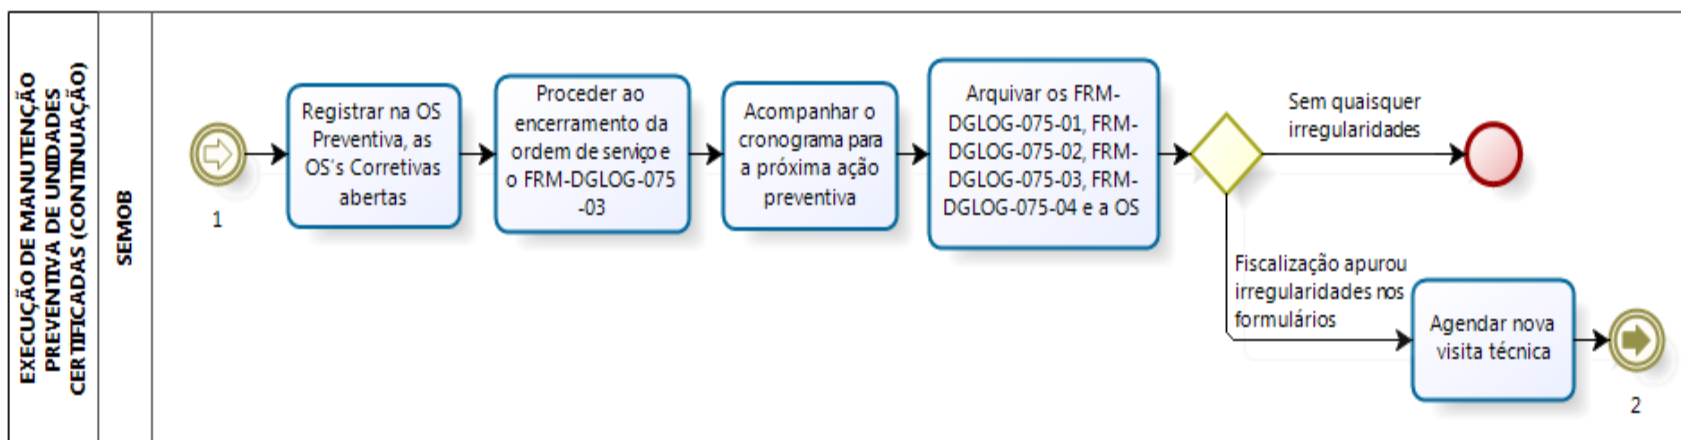 EXECUÇÃO DE MANUTENÇÃO
PREVENTIVA DE UNIDADES
CERTIFICADAS (CONTINUAÇÃO)
SEMOB
1
Registrar na OS
Preventiva, as
OS's Corretivas
abertas
Proceder ao
encerramento da
ordem de serviço e
o FRM-DGLOG-075
-03
Acompanhar o
cronograma para
a próxima ação
preventiva
Arquivar os FRM-
DGLOG-075-01, FRM-
DGLOG-075-02, FRM-
DGLOG-075-03, FRM-
DGLOG-075-04 e a OS
Sem quaisquer
irregularidades
Fiscalização apurou
irregularidades nos
formulários
Agendar nova
visita técnica
2